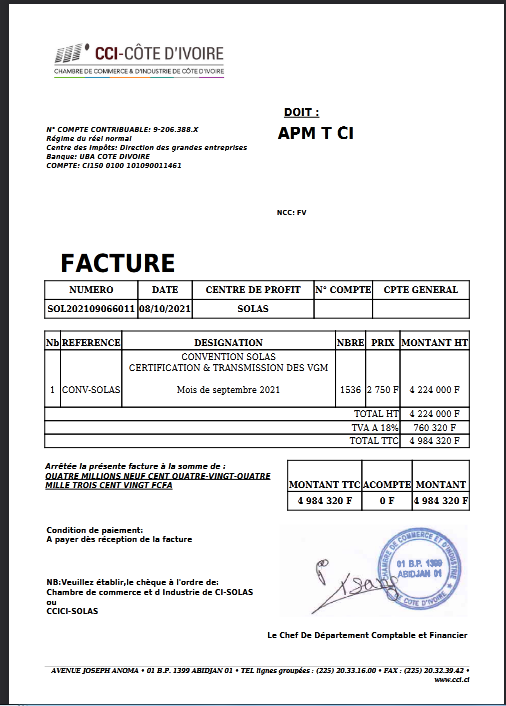 CCI-CÔTE D'IVOIRE
CHAMBRE DE COMMERCE & D'INDUSTRIE DE CÔTE D'IVOIRE
DOIT :
APM T CI
N° COMPTE CONTRIBUABLE: 9-206.388.X
Régime du réel normal
Centre des Impôts: Direction des grandes entreprises
Banque: UBA COTE DIVOIRE
COMPTE: CI150 0100 101090011461
NCC: FV
FACTURE
NUMERO DATE CENTRE DE PROFIT N° COMPTE CPTE GENERAL
SOL202109066011 08/10/2021 SOLAS
Nb REFERENCE DESIGNATION NBRE PRIX MONTANT HT
CONVENTION SOLAS
CERTIFICATION & TRANSMISSION DES VGM
1 CONV-SOLAS Mois de septembre 2021 1536 2 750 F 4 224 000 F
TOTAL HT 4 224 000 F
TVA A 18% 760 320 F
TOTAL TTC 4 984 320 F
Arrêtée la présente facture à la somme de :
QUATRE MILLIONS NEUF CENT QUATRE-VINGT-QUATRE
MILLE TROIS CENT VINGT FCFA
MONTANT TTC ACOMPTE MONTANT
4 984 320 F 0 F 4 984 320 F
Condition de paiement:
A payer dès réception de la facture
NB:Veuillez établir,le chèque à l'ordre de:
Chambre de commerce et d Industrie de CI-SOLAS
ou
CCICI-SOLAS
CHAMBRE DE COMMERCE ET D'INDUSTRIE
01 B.P. 1399
ABIDJAN 01
COTE D'IVOIRE
Le Chef De Département Comptable et Financier
AVENUE JOSEPH ANOMA • 01 B.P. 1399 ABIDJAN 01 • TEL lignes groupées : (225) 20.33.16.00 • FAX : (225) 20.32.39.42 •
www.cci.ci